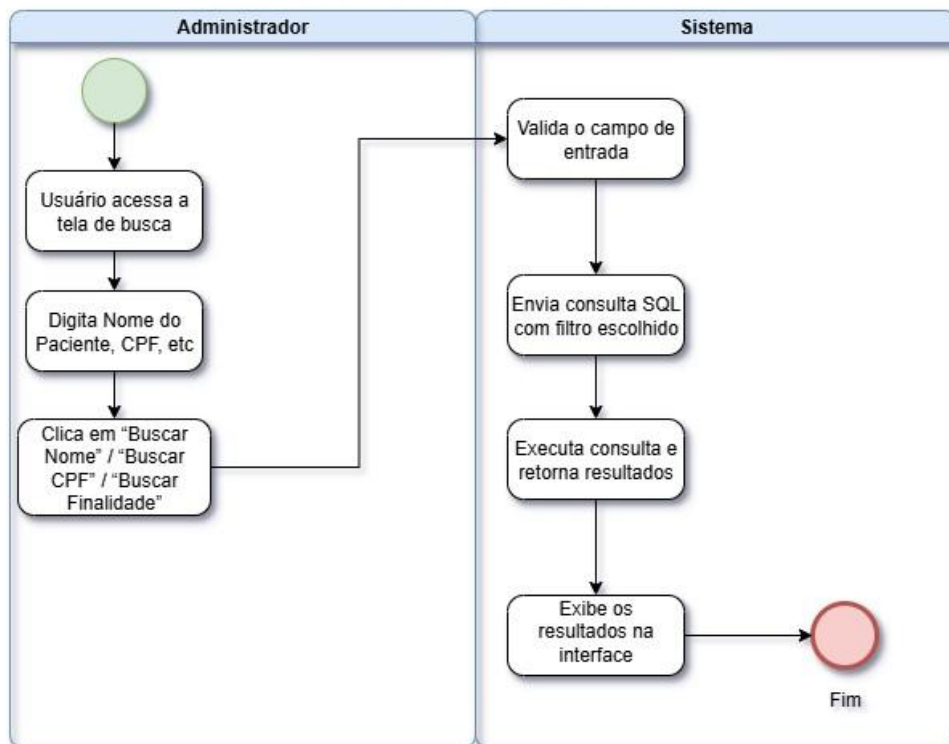 Administrador
Usuário acessa a
tela de busca
Digita Nome do
Paciente, CPF, etc
Clica em “Buscar
Nome” / “Buscar
CPF” / “Buscar
Finalidade”
Sistema
Valida o campo de
entrada
Envia consulta SQL
com filtro escolhido
Executa consulta e
retorna resultados
Exibe os
resultados na
interface
Fim